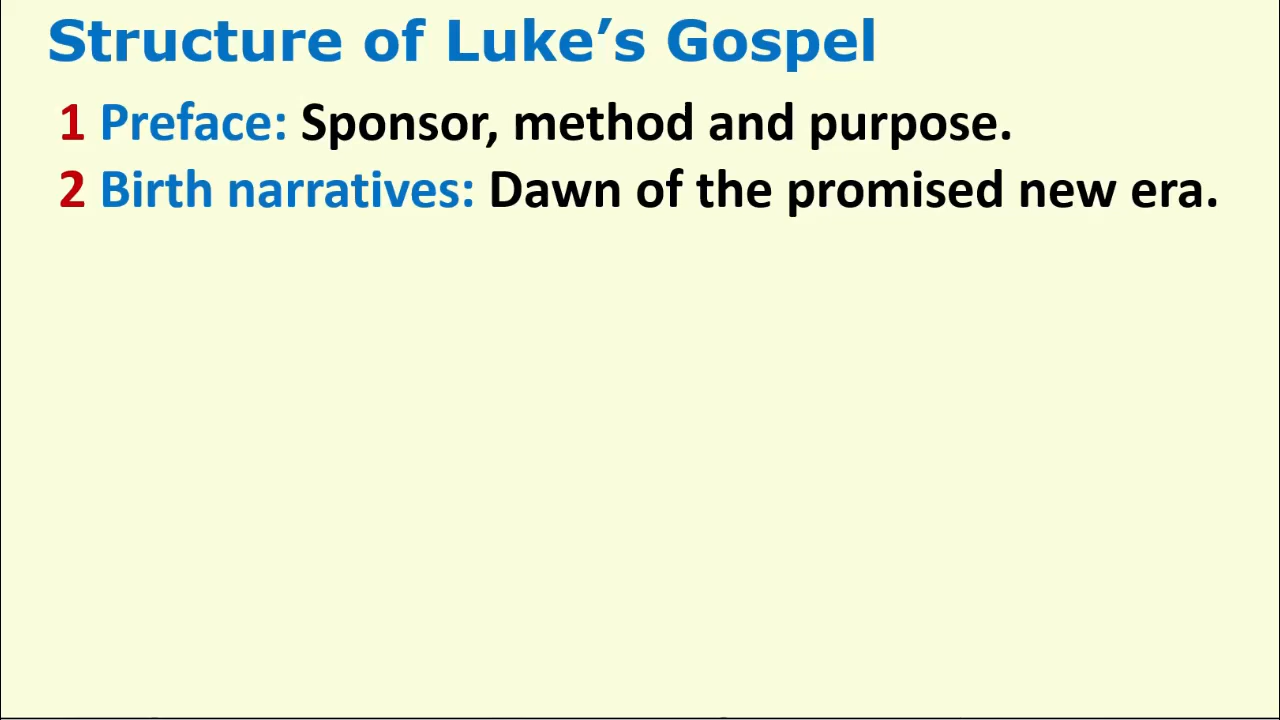 Structure of Luke’s Gospel
1 Preface: Sponsor, method and purpose.
2 Birth narratives: Dawn of the promised new era.